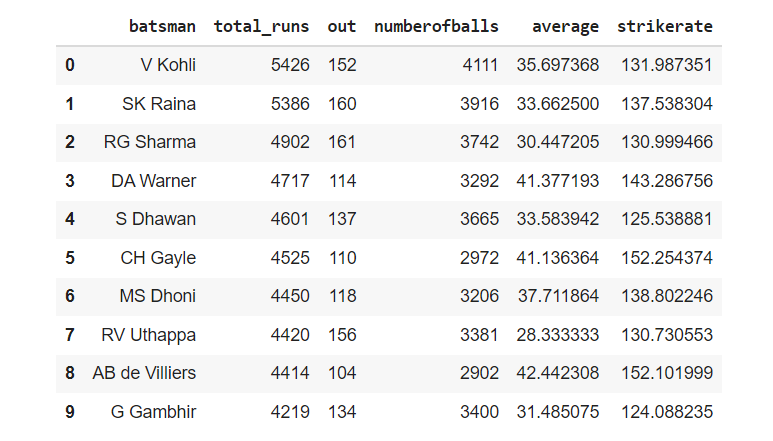 batsman total_runs out numberofballs average strikerate
0 V Kohli 5426 152 4111 35.697368 131.987351
1 SK Raina 5386 160 3916 33.662500 137.538304
2 RG Sharma 4902 161 3742 30.447205 130.999466
3 DA Warner 4717 114 3292 41.377193 143.286756
4 S Dhawan 4601 137 3665 33.583942 125.538881
5 CH Gayle 4525 110 2972 41.136364 152.254374
6 MS Dhoni 4450 118 3206 37.711864 138.802246
7 RV Uthappa 4420 156 3381 28.333333 130.730553
8 AB de Villiers 4414 104 2902 42.442308 152.101999
9 G Gambhir 4219 134 3400 31.485075 124.088235